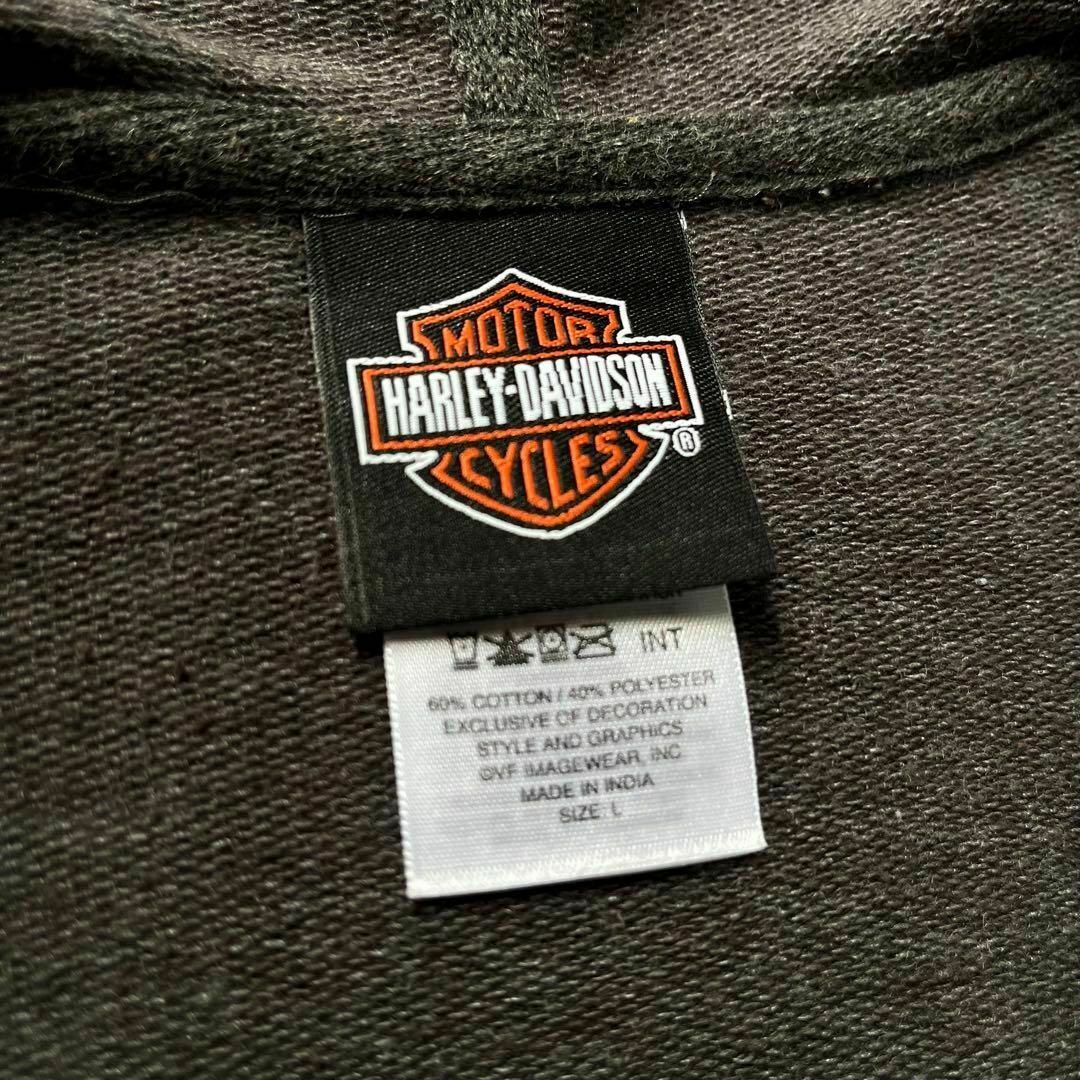 MOTOR
HARLEY-DAVIDSON
CYCLES
®
INT
60% COTTON / 40% POLYESTER
EXCLUSIVE OF DECORATION
STYLE AND GRAPHICS
©VF IMAGEWEAR, INC
MADE IN INDIA
SIZE: L